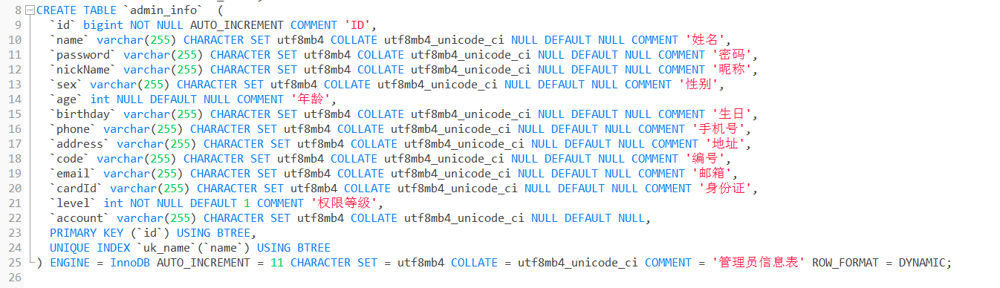 8 CREATE TABLE `admin_info`  (
9 `id` bigint NOT NULL AUTO_INCREMENT COMMENT 'ID',
10 `name` varchar(255) CHARACTER SET utf8mb4 COLLATE utf8mb4_unicode_ci NULL DEFAULT NULL COMMENT '姓名',
11 `password` varchar(255) CHARACTER SET utf8mb4 COLLATE utf8mb4_unicode_ci NULL DEFAULT NULL COMMENT '密码',
12 `nickName` varchar(255) CHARACTER SET utf8mb4 COLLATE utf8mb4_unicode_ci NULL DEFAULT NULL COMMENT '昵称',
13 `sex` varchar(255) CHARACTER SET utf8mb4 COLLATE utf8mb4_unicode_ci NULL DEFAULT NULL COMMENT '性别',
14 `age` int NULL DEFAULT NULL COMMENT '年龄',
15 `birthday` varchar(255) CHARACTER SET utf8mb4 COLLATE utf8mb4_unicode_ci NULL DEFAULT NULL COMMENT '生日',
16 `phone` varchar(255) CHARACTER SET utf8mb4 COLLATE utf8mb4_unicode_ci NULL DEFAULT NULL COMMENT '手机号',
17 `address` varchar(255) CHARACTER SET utf8mb4 COLLATE utf8mb4_unicode_ci NULL DEFAULT NULL COMMENT '地址',
18 `code` varchar(255) CHARACTER SET utf8mb4 COLLATE utf8mb4_unicode_ci NULL DEFAULT NULL COMMENT '编号',
19 `email` varchar(255) CHARACTER SET utf8mb4 COLLATE utf8mb4_unicode_ci NULL DEFAULT NULL COMMENT '邮箱',
20 `cardId` varchar(255) CHARACTER SET utf8mb4 COLLATE utf8mb4_unicode_ci NULL DEFAULT NULL COMMENT '身份证',
21 `level` int NOT NULL DEFAULT 1 COMMENT '权限等级',
22 `account` varchar(255) CHARACTER SET utf8mb4 COLLATE utf8mb4_unicode_ci NULL DEFAULT NULL,
23 PRIMARY KEY (`id`) USING BTREE,
24 UNIQUE INDEX `uk_name`(`name`) USING BTREE
25 ) ENGINE = InnoDB AUTO_INCREMENT = 11 CHARACTER SET = utf8mb4 COLLATE = utf8mb4_unicode_ci COMMENT = '管理员信息表' ROW_FORMAT = DYNAMIC;
26